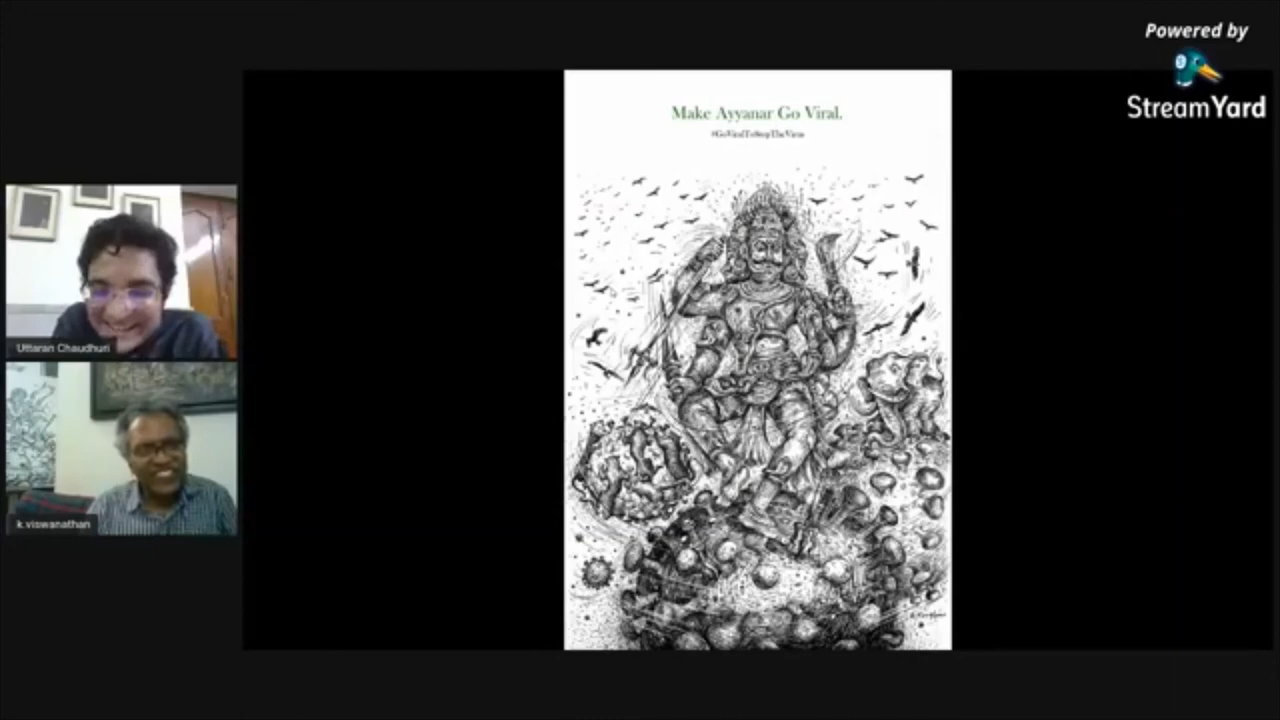 Powered by
StreamYard
Make Ayyanar Go Viral.
#GoViralToStopTheVirus
Uttaran Chaudhuri
k.viswanathan